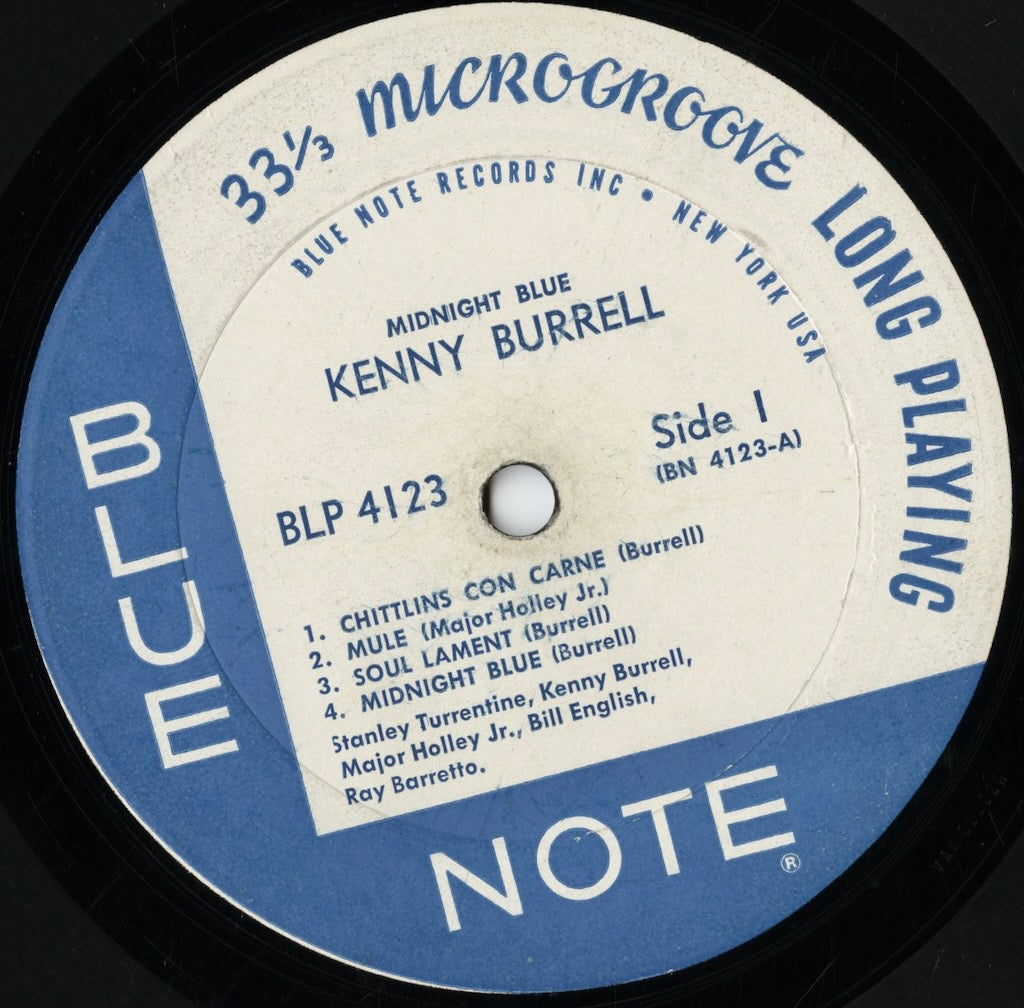 33⅓ MICROGROOVE LONG PLAYING
BLUE NOTE RECORDS INC • NEW YORK USA
MIDNIGHT BLUE
KENNY BURRELL
Side 1
(BN 4123-A)
BLP 4123
1. CHITTLINS CON CARNE (Burrell)
2. MULE (Major Holley Jr.)
3. SOUL LAMENT (Burrell)
4. MIDNIGHT BLUE (Burrell)
Stanley Turrentine, Kenny Burrell,
Major Holley Jr., Bill English,
Ray Barretto.
BLUE
NOTE®